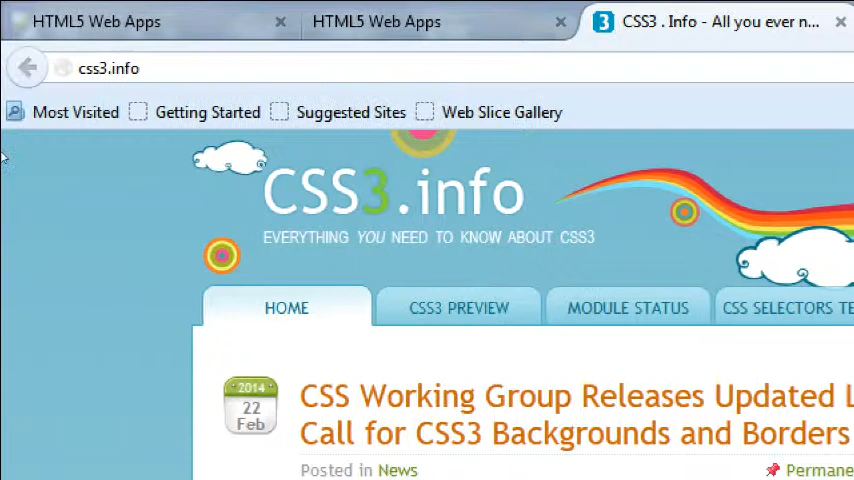 HTML5 Web Apps
HTML5 Web Apps
3 CSS3 . Info - All you ever n...
css3.info
Most Visited Getting Started Suggested Sites Web Slice Gallery
CSS3.info
EVERYTHING YOU NEED TO KNOW ABOUT CSS3
HOME CSS3 PREVIEW MODULE STATUS CSS SELECTORS TE
2014
22
Feb
CSS Working Group Releases Updated L
Call for CSS3 Backgrounds and Borders
Posted in News
Permane